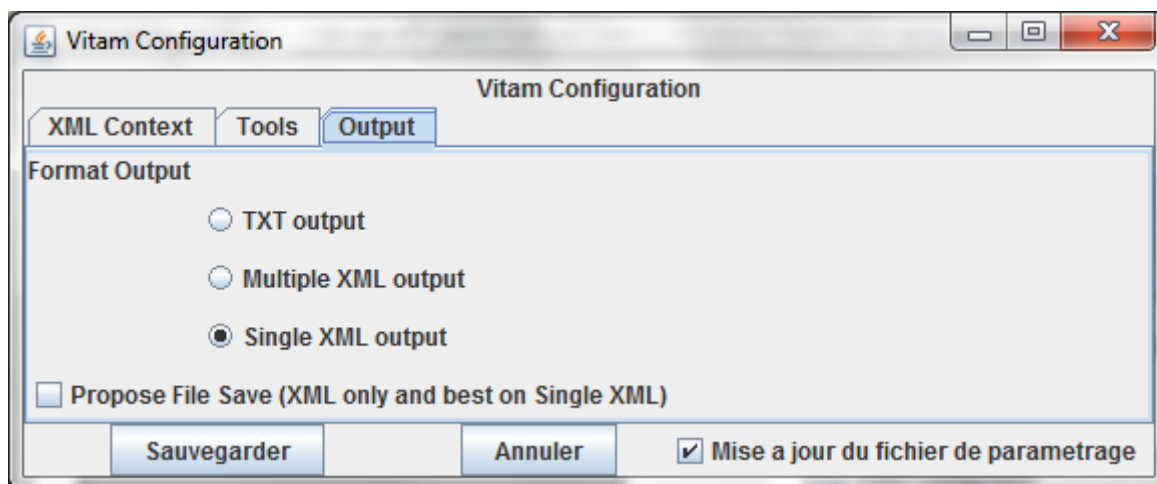 Vitam Configuration
Vitam Configuration
XML Context Tools Output
Format Output
TXT output
Multiple XML output
Single XML output
Propose File Save (XML only and best on Single XML)
Sauvegarder Annuler Mise a jour du fichier de parametrage